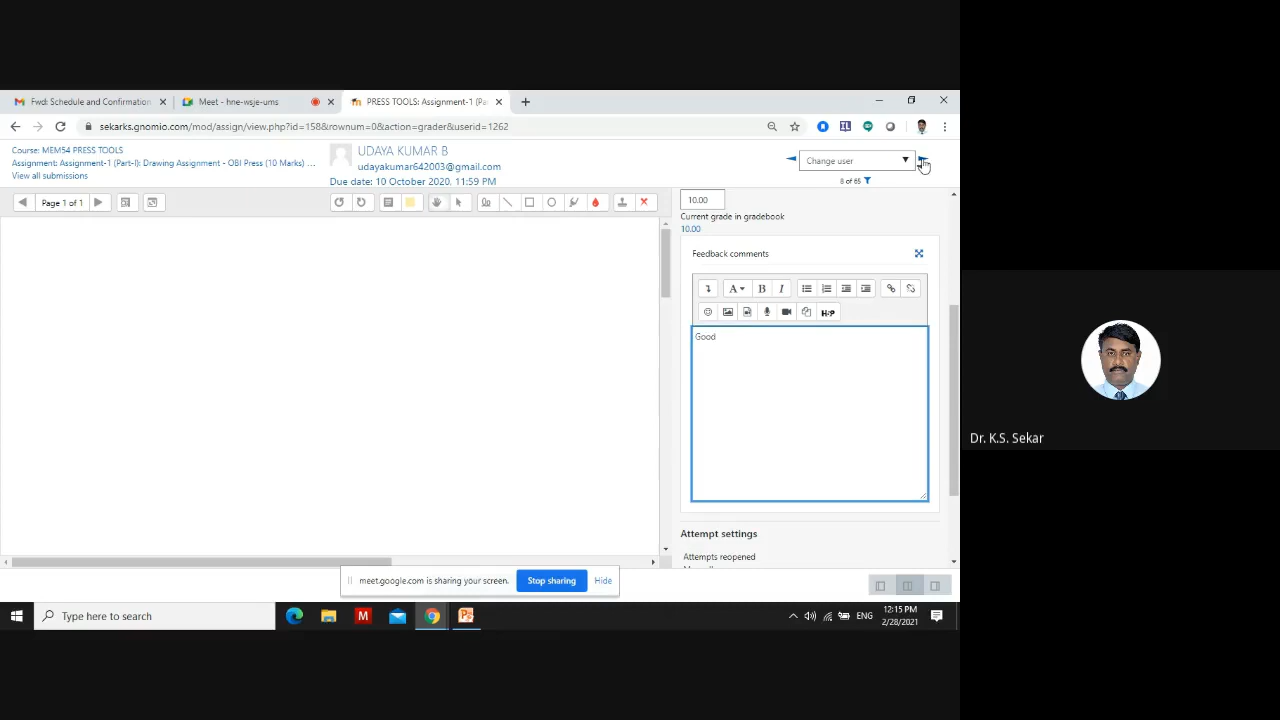 Fwd: Schedule and Confirmation
Meet - hne-wsje-ums
PRESS TOOLS: Assignment-1 (Pa
sekarks.gnomio.com/mod/assign/view.php?id=158&rownum=0&action=grader&userid=1262
Course: MEM54 PRESS TOOLS
Assignment: Assignment-1 (Part-I): Drawing Assignment - OBI Press (10 Marks) ...
View all submissions
UDAYA KUMAR B
udayakumar642003@gmail.com
Due date: 10 October 2020, 11:59 PM
Change user
8 of 65
Page 1 of 1
10.00
Current grade in gradebook
10.00
Feedback comments
A B I
H-P
Good
Attempt settings
Attempts reopened
meet.google.com is sharing your screen.
Stop sharing
Hide
Type here to search
M
ENG
12:15 PM
2/28/2021
Dr. K.S. Sekar